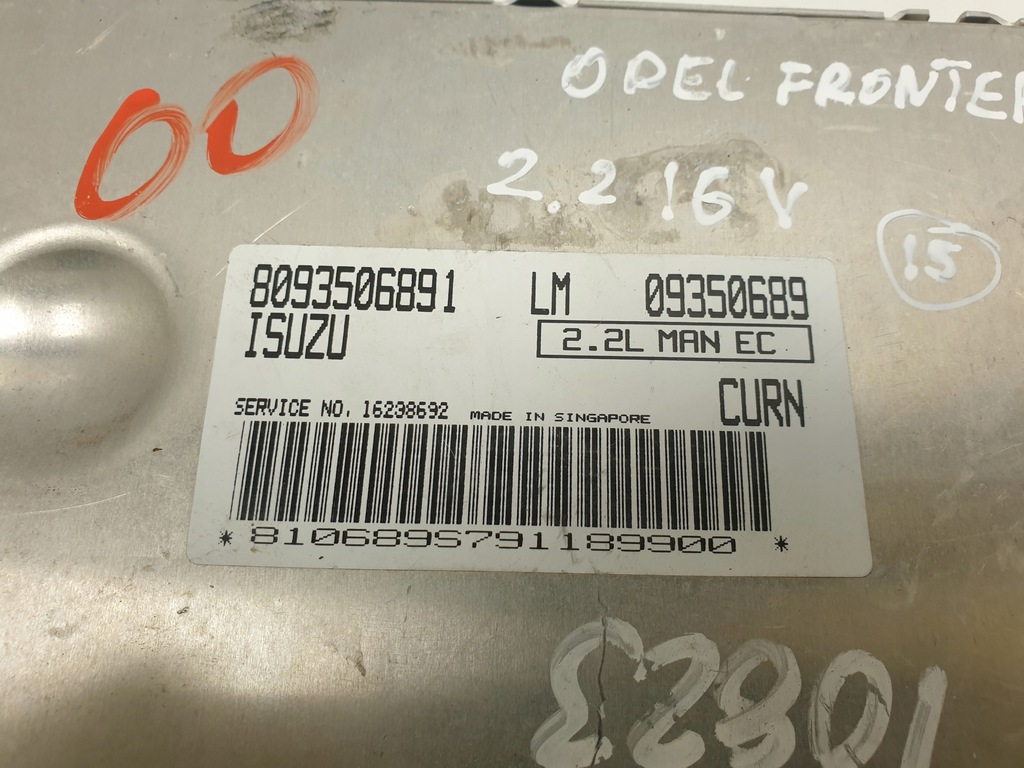 00
OPEL FRONTER
2.2 16V
15
8093506891 LM 09350689
ISUZU 2.2L MAN EC
CURN
SERVICE NO. 16238692 MADE IN SINGAPORE
*810689S791189900 *